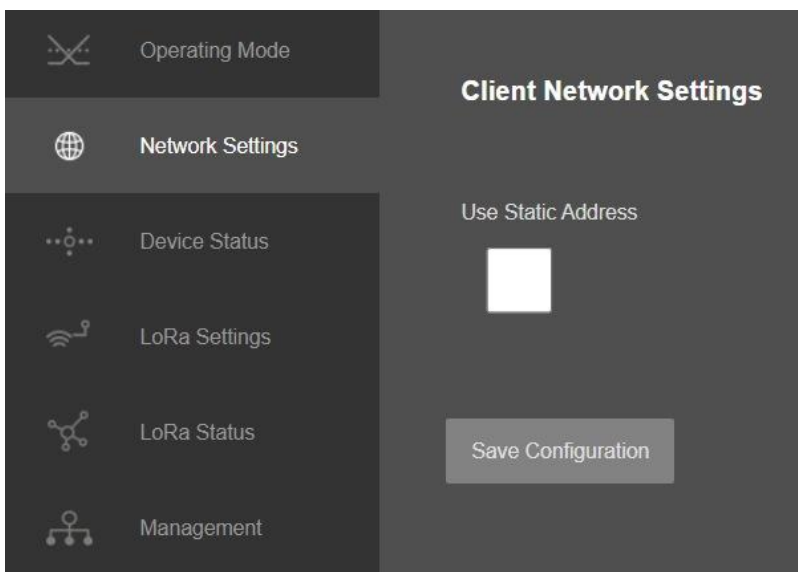 Operating Mode
Network Settings
Device Status
LoRa Settings
LoRa Status
Management
Client Network Settings
Use Static Address
Save Configuration